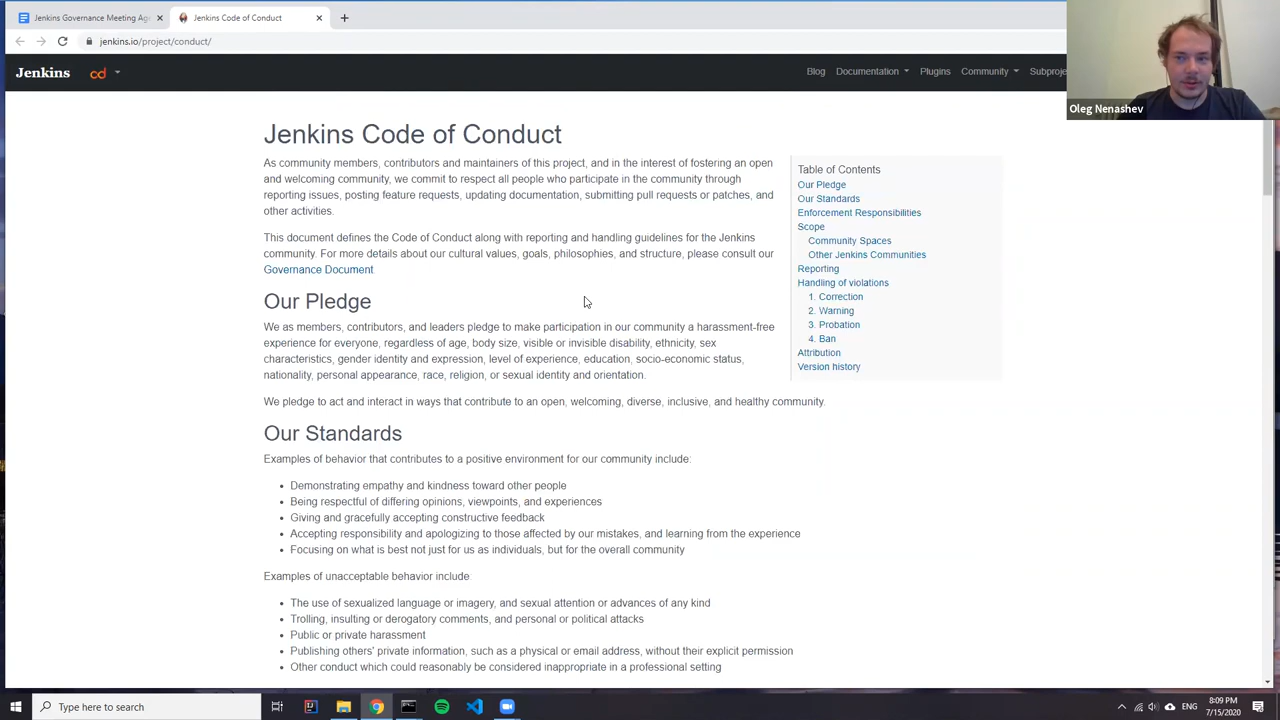 Jenkins Governance Meeting Age
Jenkins Code of Conduct
jenkins.io/project/conduct/
Jenkins
cd
Blog
Documentation
Plugins
Community
Subproje
Oleg Nenashev
Jenkins Code of Conduct
As community members, contributors and maintainers of this project, and in the interest of fostering an open
and welcoming community, we commit to respect all people who participate in the community through
reporting issues, posting feature requests, updating documentation, submitting pull requests or patches, and
other activities.
This document defines the Code of Conduct along with reporting and handling guidelines for the Jenkins
community. For more details about our cultural values, goals, philosophies, and structure, please consult our
Governance Document
Our Pledge
We as members, contributors, and leaders pledge to make participation in our community a harassment-free
experience for everyone, regardless of age, body size, visible or invisible disability, ethnicity, sex
characteristics, gender identity and expression, level of experience, education, socio-economic status,
nationality, personal appearance, race, religion, or sexual identity and orientation.
We pledge to act and interact in ways that contribute to an open, welcoming, diverse, inclusive, and healthy community.
Our Standards
Examples of behavior that contributes to a positive environment for our community include:
Demonstrating empathy and kindness toward other people
Being respectful of differing opinions, viewpoints, and experiences
Giving and gracefully accepting constructive feedback
Accepting responsibility and apologizing to those affected by our mistakes, and learning from the experience
Focusing on what is best not just for us as individuals, but for the overall community
Examples of unacceptable behavior include
The use of sexualized language or imagery, and sexual attention or advances of any kind
Trolling, insulting or derogatory comments, and personal or political attacks
Public or private harassment
Publishing others' private information, such as a physical or email address, without their explicit permission
Other conduct which could reasonably be considered inappropriate in a professional setting
Table of Contents
Our Pledge
Our Standards
Enforcement Responsibilities
Scope
Community Spaces
Other Jenkins Communities
Reporting
Handling of violations
1. Correction
2. Warning
3. Probation
4. Ban
Attribution
Version history
Type here to search
8:09 PM
7/15/2020